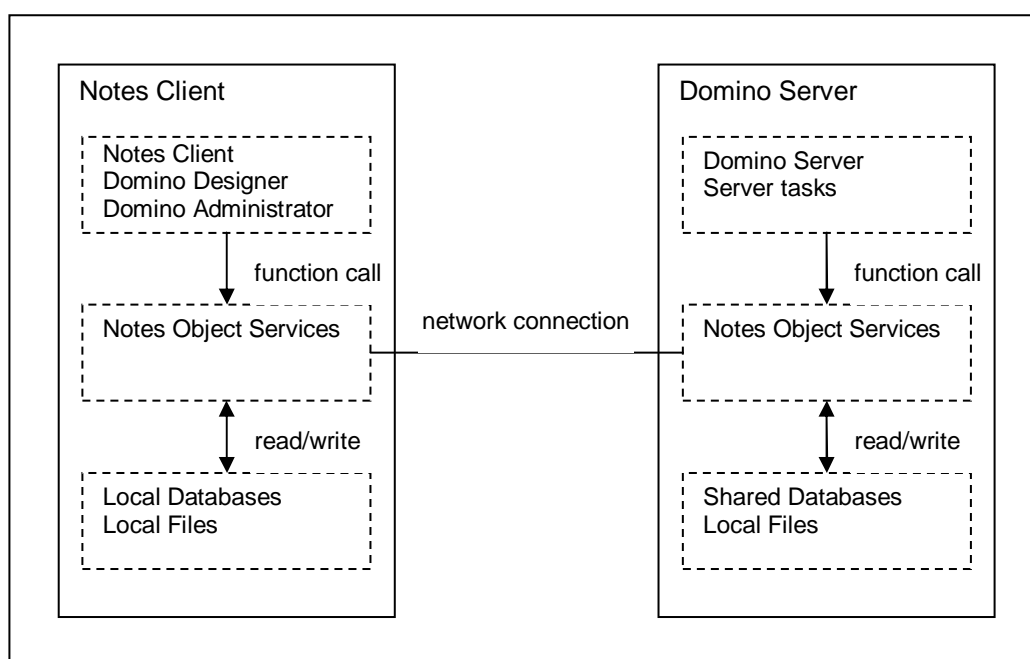 Notes Client
Notes Client
Domino Designer
Domino Administrator
function call
Notes Object Services
read/write
Local Databases
Local Files
network connection
Domino Server
Domino Server
Server tasks
function call
Notes Object Services
read/write
Shared Databases
Local Files